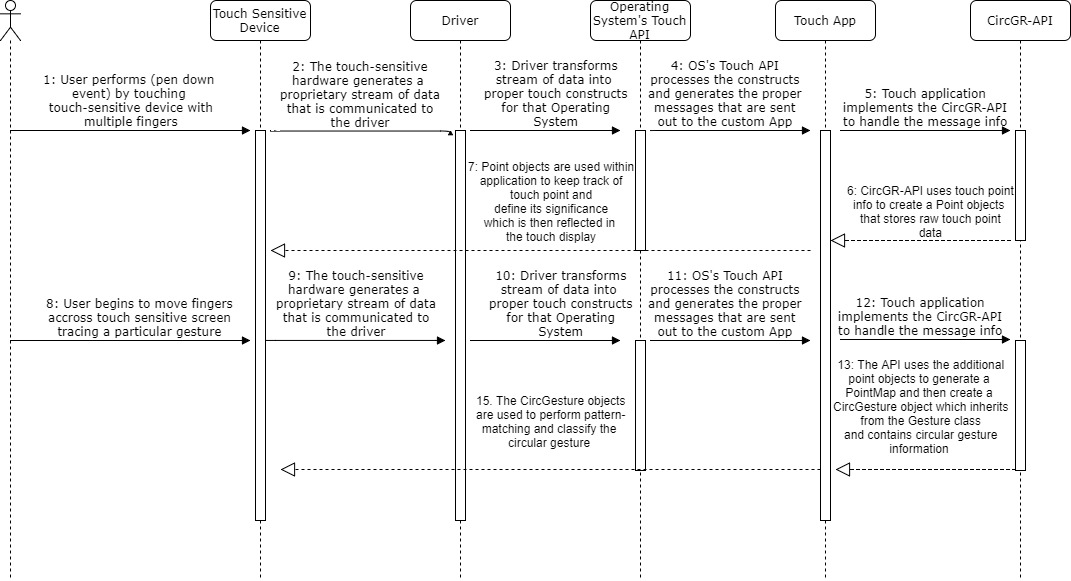 Touch Sensitive
Device
Driver
Operating
System's Touch
API
Touch App
CircGR-API
1: User performs (pen down
event) by touching
touch-sensitive device with
multiple fingers
2: The touch-sensitive
hardware generates a
proprietary stream of data
that is communicated to
the driver
3: Driver transforms
stream of data into
proper touch constructs
for that Operating
System
4: OS's Touch API
processes the constructs
and generates the proper
messages that are sent
out to the custom App
5: Touch application
implements the CircGR-API
to handle the message info
6: CircGR-API uses touch point
info to create a Point objects
that stores raw touch point
data
7: Point objects are used within
application to keep track of
touch point and
define its significance
which is then reflected in
the touch display
8: User begins to move fingers
accross touch sensitive screen
tracing a particular gesture
9: The touch-sensitive
hardware generates a
proprietary stream of data
that is communicated to
the driver
10: Driver transforms
stream of data into
proper touch constructs
for that Operating
System
11: OS's Touch API
processes the constructs
and generates the proper
messages that are sent
out to the custom App
12: Touch application
implements the CircGR-API
to handle the message info
13: The API uses the additional
point objects to generate a
PointMap and then create a
CircGesture object which inherits
from the Gesture class
and contains circular gesture
information
15. The CircGesture objects
are used to perform pattern-
matching and classify the
circular gesture